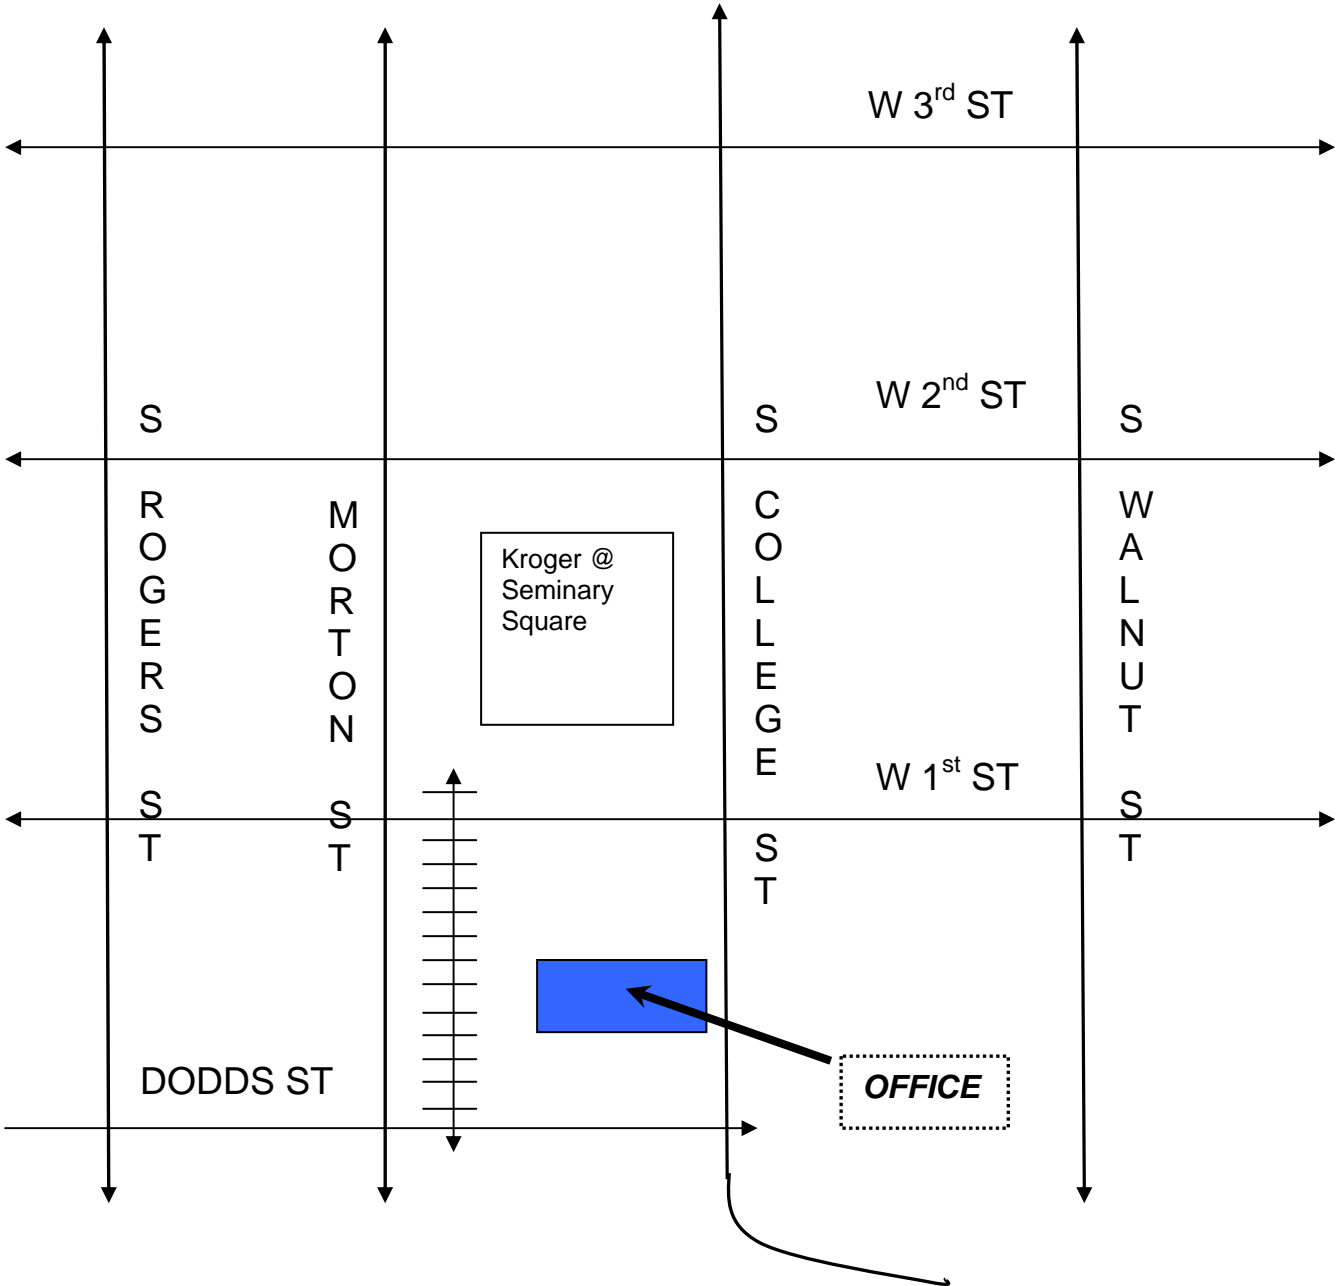 W 3rd ST
W 2nd ST
S ROGERS ST
MORTON ST
Kroger @
Seminary
Square
S COLLEGE ST
S WALNUT ST
W 1st ST
DODDS ST
OFFICE